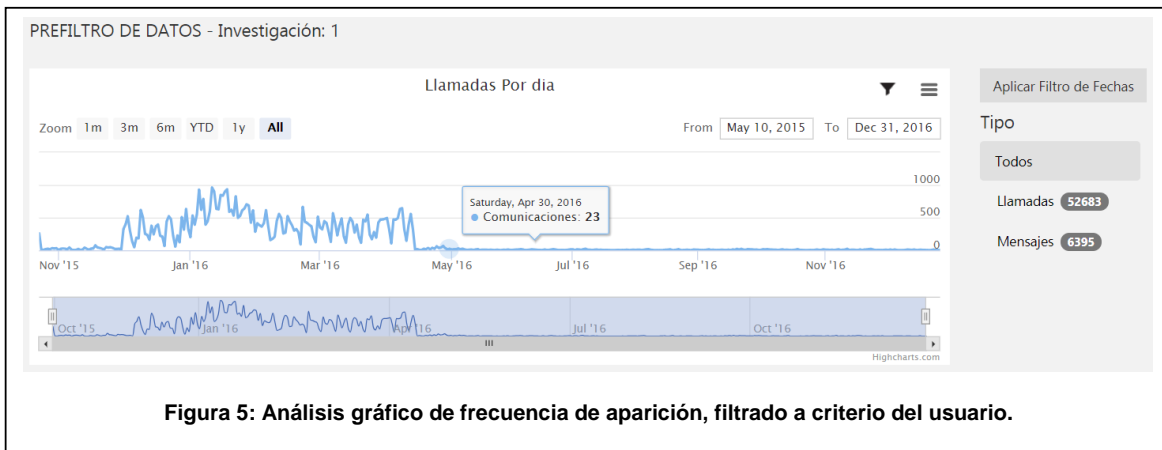 PREFILTRO DE DATOS - Investigación: 1
Llamadas Por dia
Aplicar Filtro de Fechas
Zoom 1m 3m 6m YTD 1y All
From May 10, 2015 To Dec 31, 2016
Tipo
Todos
Llamadas 52683
Mensajes 6395
1000
500
0
Saturday, Apr 30, 2016
Comunicaciones: 23
Nov '15 Jan '16 Mar '16 May '16 Jul '16 Sep '16 Nov '16
Oct '15 Jan '16 Apr '16 Jul '16 Oct '16
Highcharts.com
Figura 5: Análisis gráfico de frecuencia de aparición, filtrado a criterio del usuario.